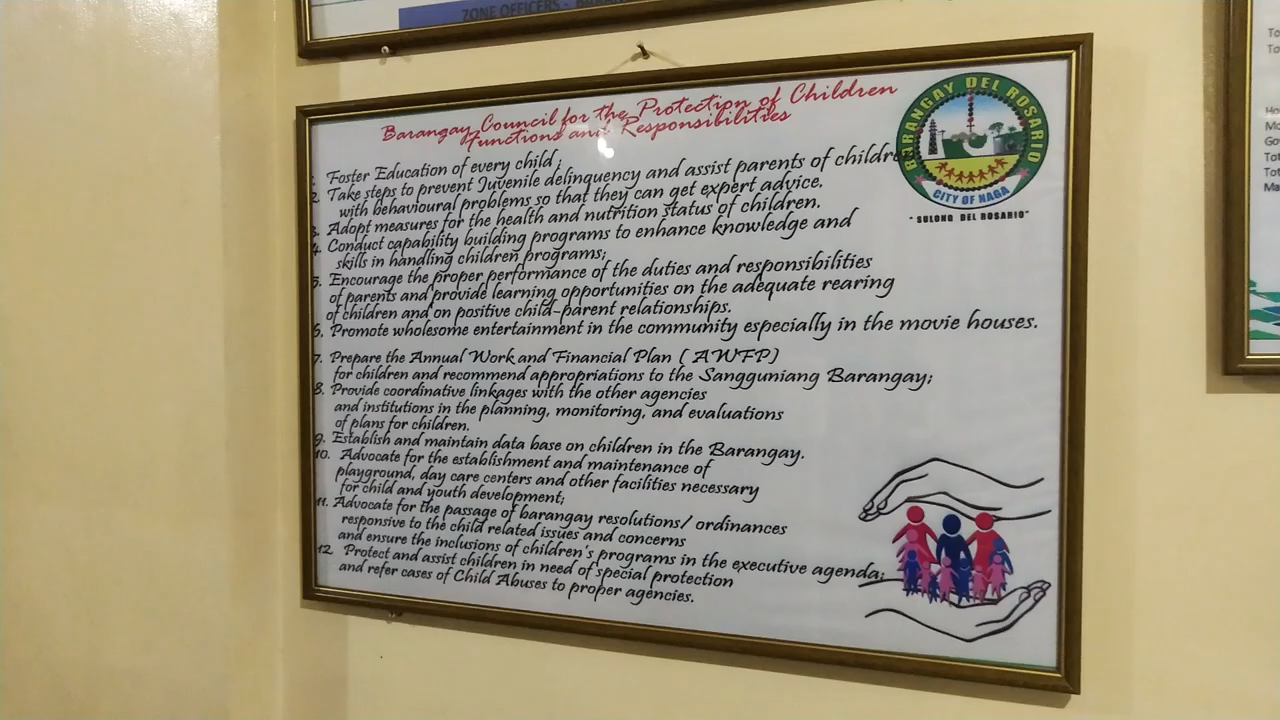 ZONE OFFICERS -
Barangay Council for the Protection of Children
Functions and Responsibilities
BARANGAY DEL ROSARIO
CITY OF NAGA
"SULONG DEL ROSARIO"
1. Foster Education of every child;
2. Take steps to prevent Juvenile delinquency and assist parents of children
with behavioural problems so that they can get expert advice.
3. Adopt measures for the health and nutrition status of children.
4. Conduct capability building programs to enhance knowledge and
skills in handling children programs;
5. Encourage the proper performance of the duties and responsibilities
of parents and provide learning opportunities on the adequate rearing
of children and on positive child-parent relationships.
6. Promote wholesome entertainment in the community especially in the movie houses.
7. Prepare the Annual Work and Financial Plan ( AWFP)
for children and recommend appropriations to the Sangguniang Barangay;
8. Provide coordinative linkages with the other agencies
and institutions in the planning, monitoring, and evaluations
of plans for children.
9. Establish and maintain data base on children in the Barangay.
10. Advocate for the establishment and maintenance of
playground, day care centers and other facilities necessary
for child and youth development;
11. Advocate for the passage of barangay resolutions/ ordinances
responsive to the child related issues and concerns
and ensure the inclusions of children's programs in the executive agenda;
12. Protect and assist children in need of special protection
and refer cases of Child Abuses to proper agencies.